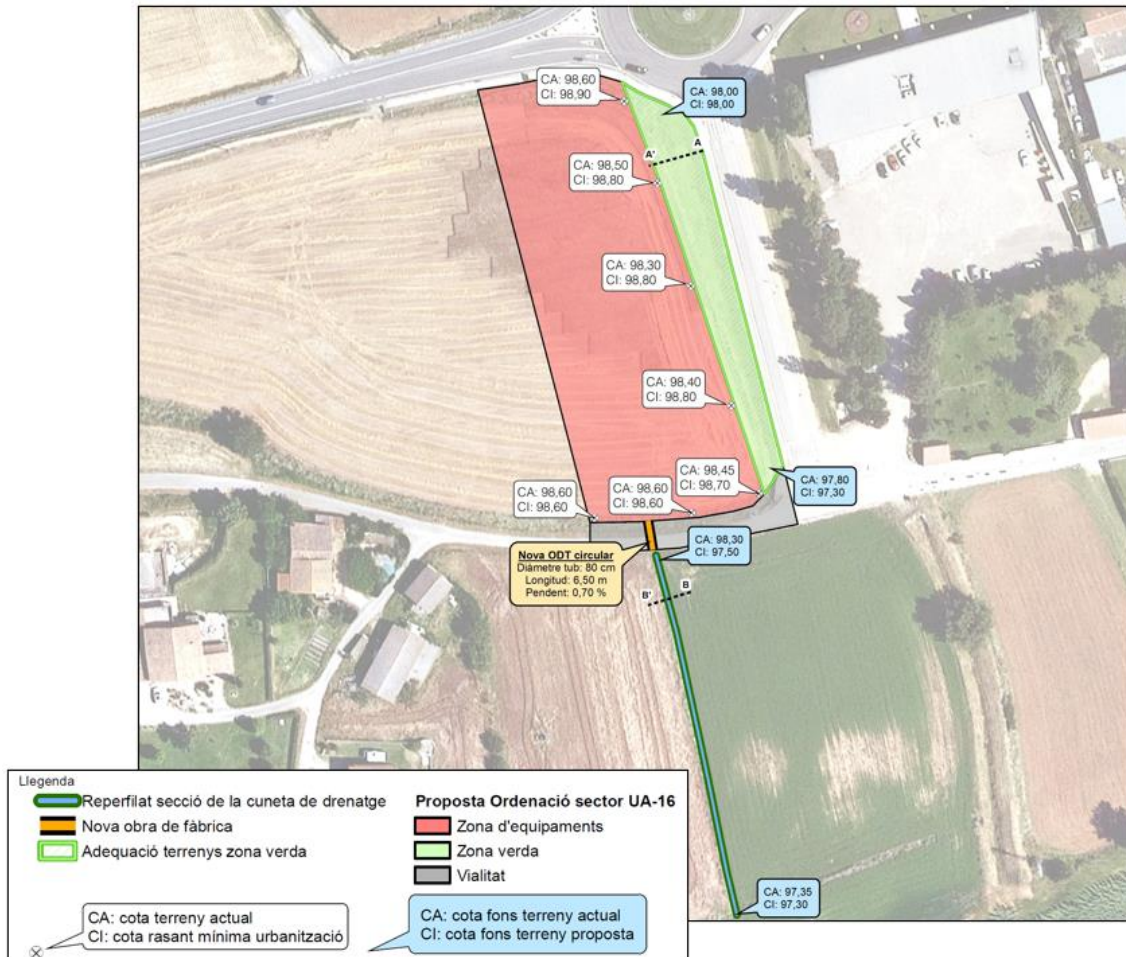 CA: 98,60
CI: 98,90
CA: 98,00
CI: 98,00
A'
A
CA: 98,50
CI: 98,80
CA: 98,30
CI: 98,80
CA: 98,40
CI: 98,80
CA: 98,45
CI: 98,70
CA: 97,80
CI: 97,30
CA: 98,60
CI: 98,60
CA: 98,60
CI: 98,60
CA: 98,30
CI: 97,50
Nova ODT circular
Diàmetre tub: 80 cm
Longitud: 6,50 m
Pendent: 0,70 %
B'
B
CA: 97,35
CI: 97,30
Llegenda
Reperfilat secció de la cuneta de drenatge
Nova obra de fàbrica
Adequació terrenys zona verda
Proposta Ordenació sector UA-16
Zona d'equipaments
Zona verda
Vialitat
CA: cota terreny actual
CI: cota rasant mínima urbanització
CA: cota fons terreny actual
CI: cota fons terreny proposta